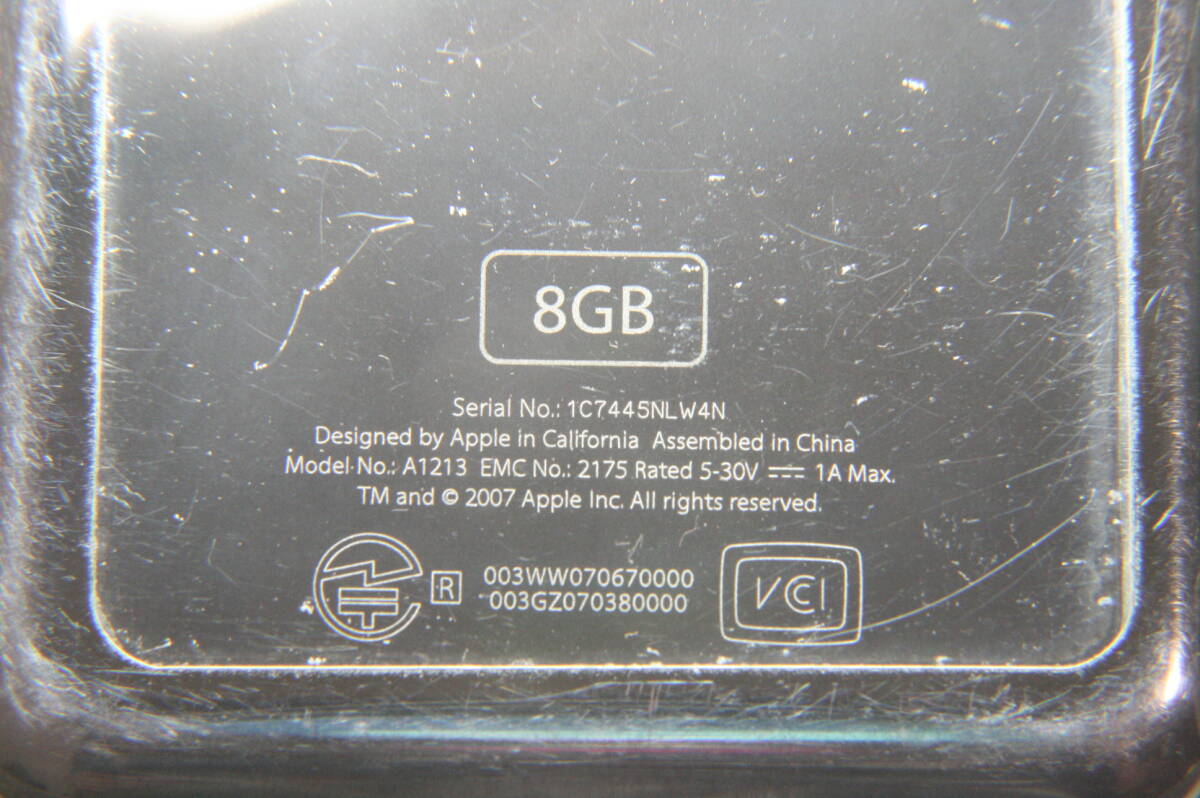 8GB
Serial No.: 1C7445NLW4N
Designed by Apple in California Assembled in China
Model No.: A1213 EMC No.: 2175 Rated 5-30V ⎓ 1A Max.
TM and © 2007 Apple Inc. All rights reserved.
R 003WW070670000
003GZ070380000
VCI